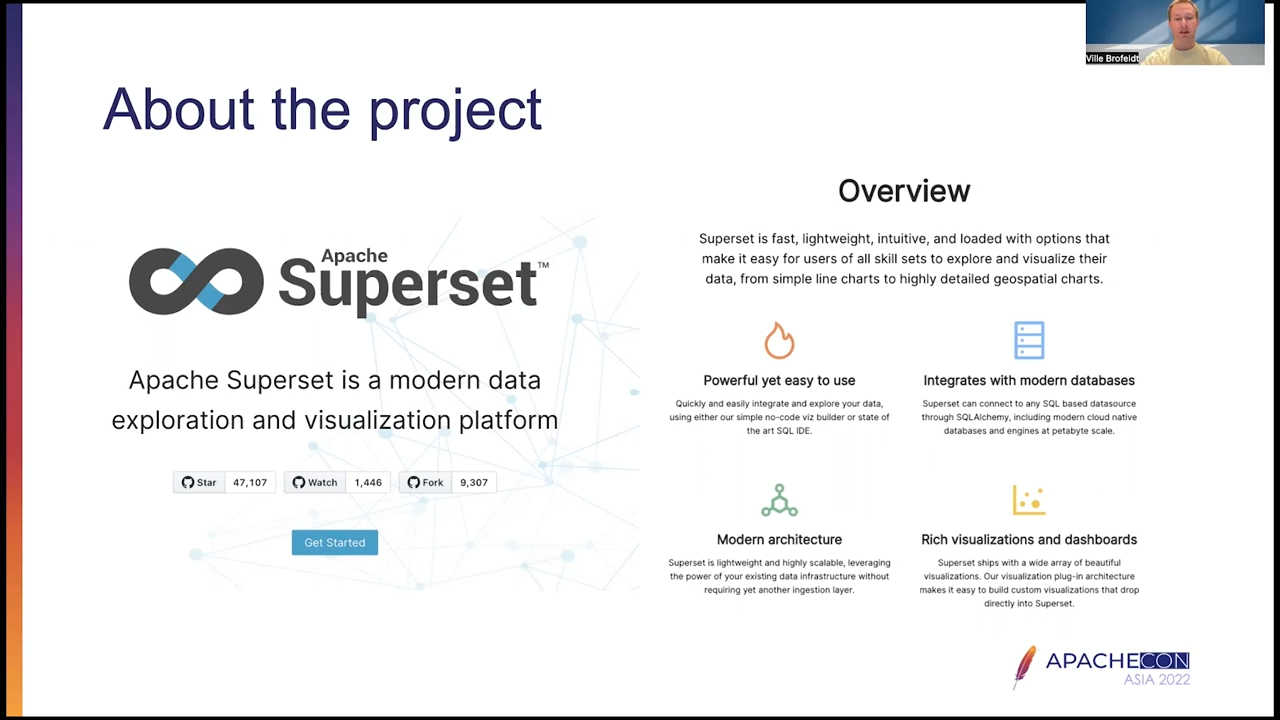 Ville Brofeldt
About the project
Apache
Superset™
Apache Superset is a modern data
exploration and visualization platform
Star 47,107 Watch 1,446 Fork 9,307
Get Started
Overview
Superset is fast, lightweight, intuitive, and loaded with options that
make it easy for users of all skill sets to explore and visualize their
data, from simple line charts to highly detailed geospatial charts.
Powerful yet easy to use
Quickly and easily integrate and explore your data,
using either our simple no-code viz builder or state of
the art SQL IDE.
Integrates with modern databases
Superset can connect to any SQL based datasource
through SQLAlchemy, including modern cloud native
databases and engines at petabyte scale.
Modern architecture
Superset is lightweight and highly scalable, leveraging
the power of your existing data infrastructure without
requiring yet another ingestion layer.
Rich visualizations and dashboards
Superset ships with a wide array of beautiful
visualizations. Our visualization plug-in architecture
makes it easy to build custom visualizations that drop
directly into Superset.
APACHECON
ASIA 2022